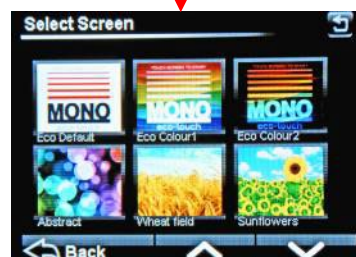 Select Screen
MONO
Eco Default
MONO
eco-touch
Eco Colour1
MONO
eco-touch
Eco Colour2
Abstract
Wheat field
Sunflowers
Back